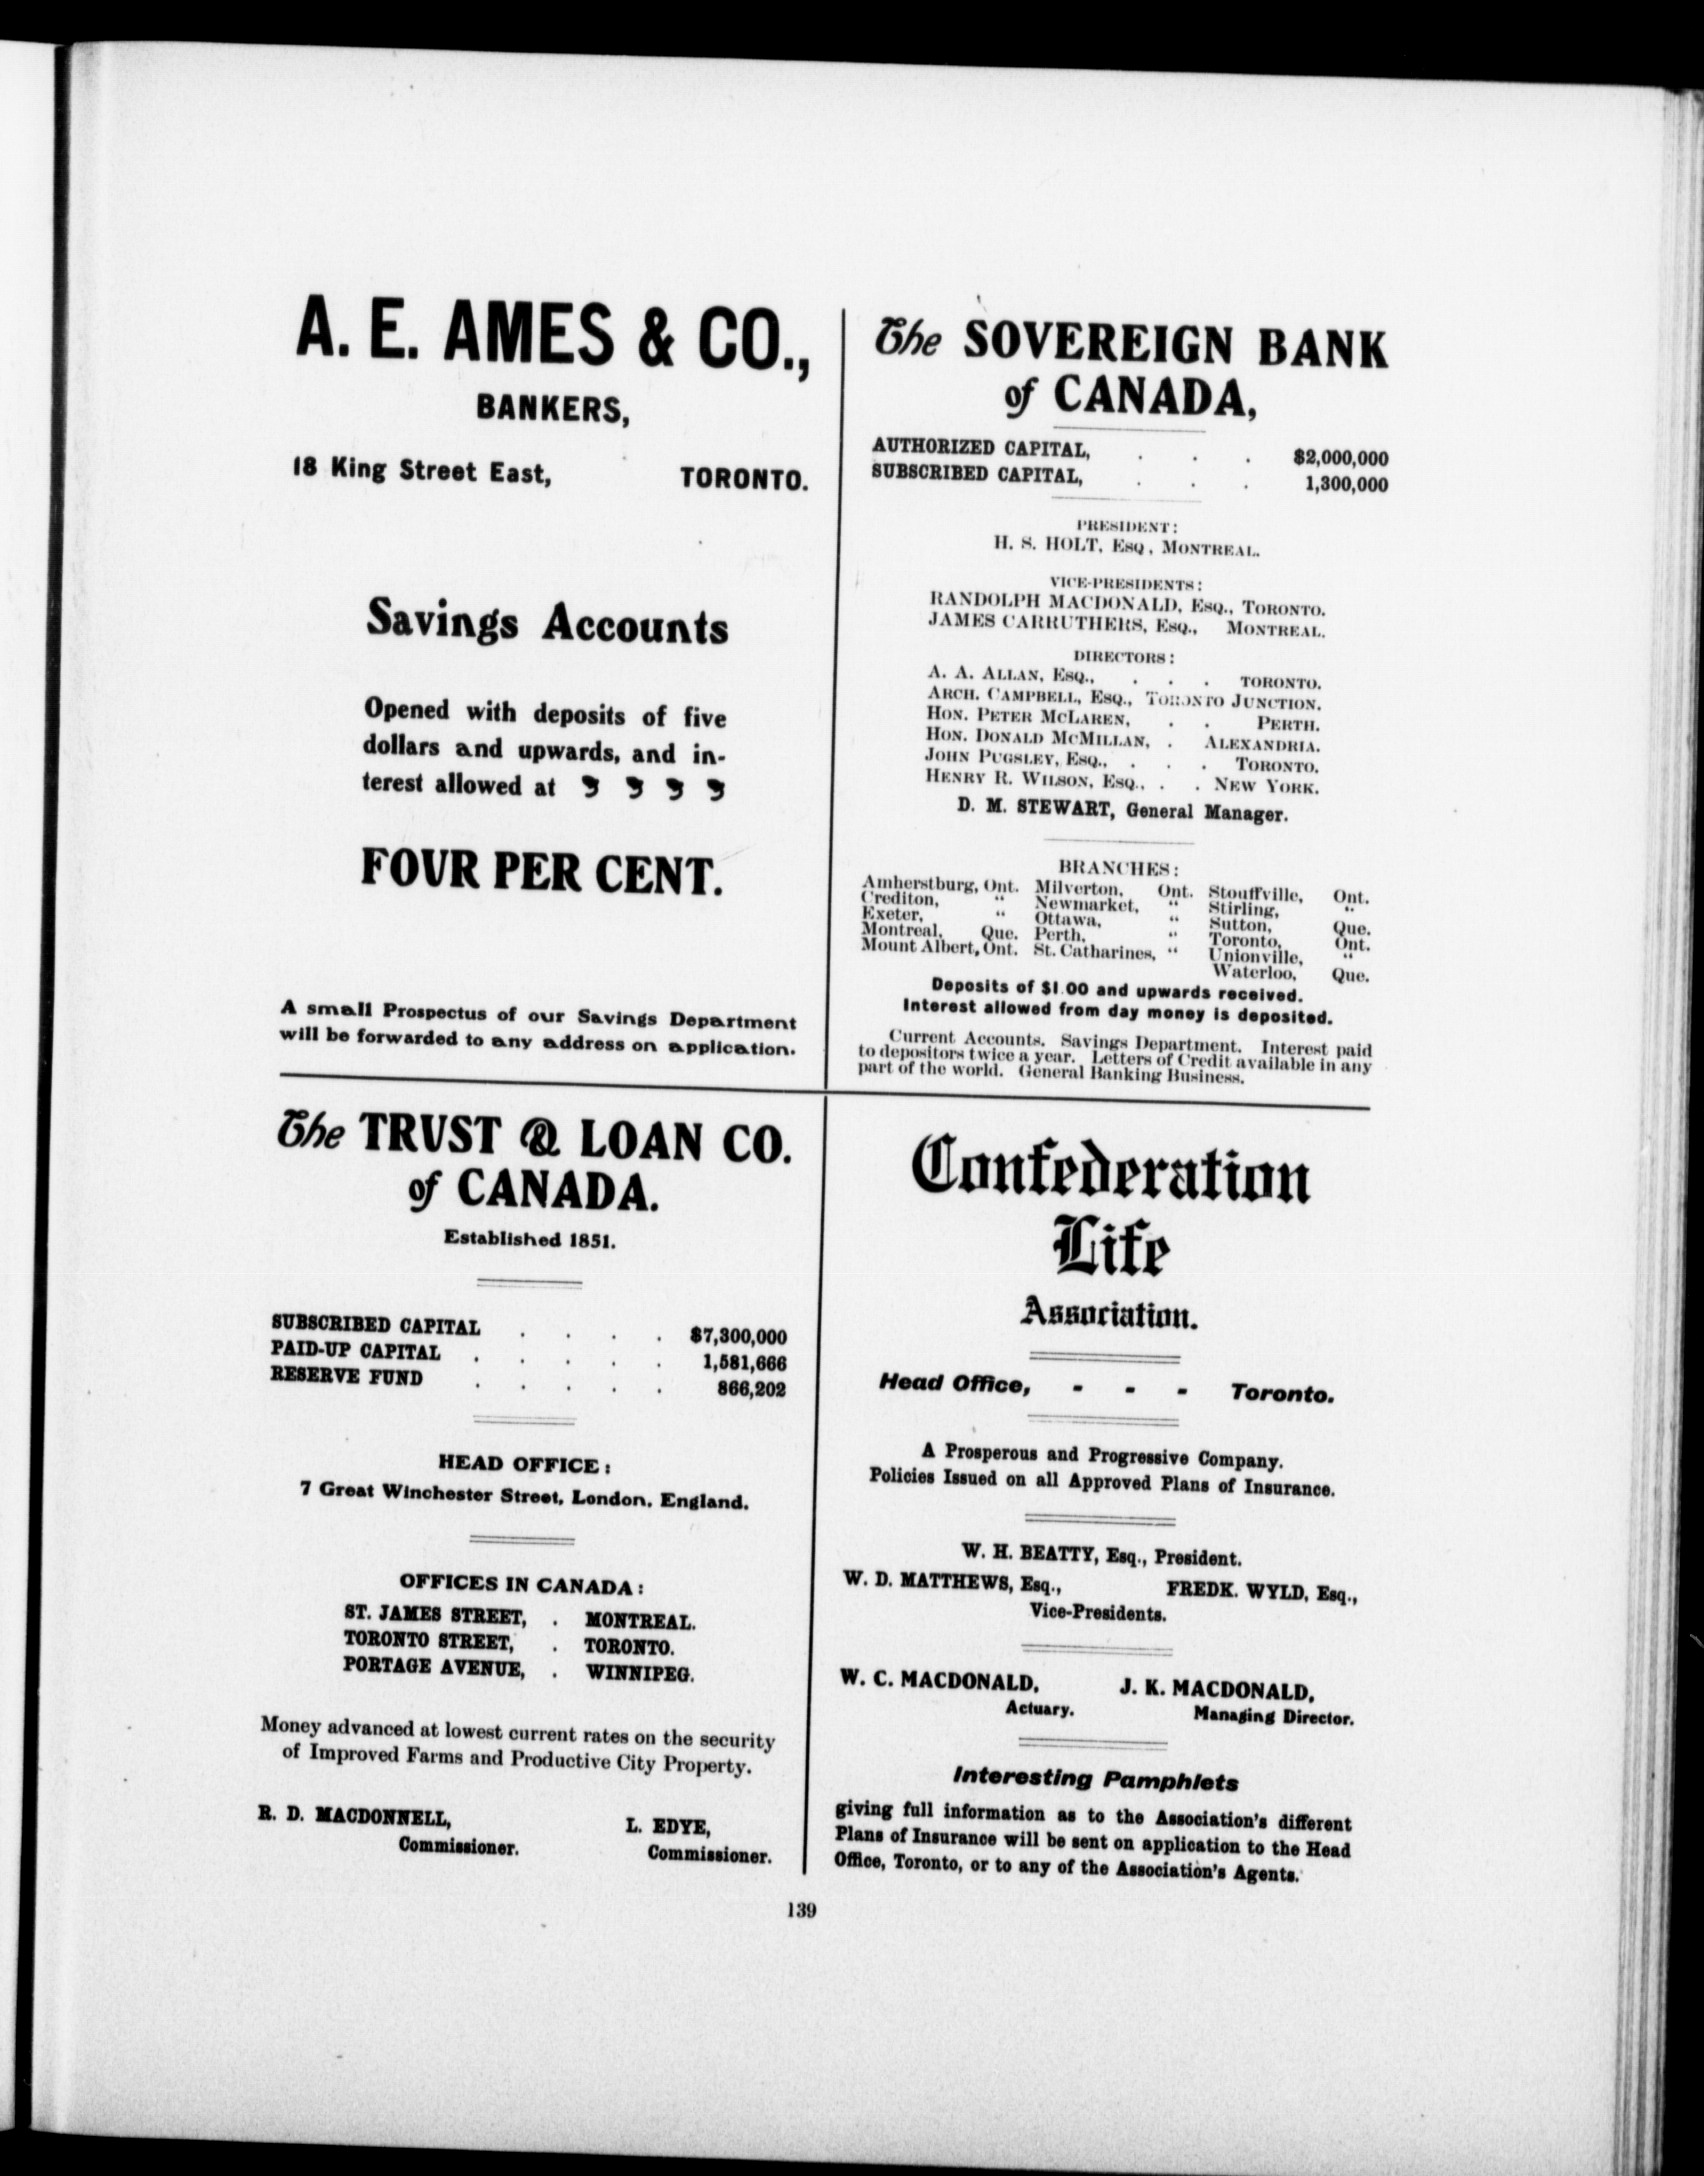 A. E. AMES & CO.,
BANKERS,
18 King Street East, TORONTO.
Savings Accounts
Opened with deposits of five
dollars and upwards, and in-
terest allowed at
FOUR PER CENT.
A small Prospectus of our Savings Department
will be forwarded to any address on application.
The SOVEREIGN BANK
of CANADA,
AUTHORIZED CAPITAL, . . . $2,000,000
SUBSCRIBED CAPITAL, . . . 1,300,000
PRESIDENT:
H. S. HOLT, ESQ., MONTREAL.
VICE-PRESIDENTS:
RANDOLPH MACDONALD, ESQ., TORONTO.
JAMES CARRUTHERS, ESQ., MONTREAL.
DIRECTORS:
A. A. ALLAN, ESQ., . . . TORONTO.
ARCH. CAMPBELL, ESQ., TORONTO JUNCTION.
HON. PETER MCLAREN, . . PERTH.
HON. DONALD MCMILLAN, . ALEXANDRIA.
JOHN PUGSLEY, ESQ., . . . TORONTO.
HENRY R. WILSON, ESQ., . . NEW YORK.
D. M. STEWART, General Manager.
BRANCHES:
Amherstburg, Ont. Milverton, Ont. Stouffville, Ont.
Crediton, " Newmarket, " Stirling, "
Exeter, " Ottawa, " Sutton, Que.
Montreal, Que. Perth, " Toronto, Ont.
Mount Albert, Ont. St. Catharines, " Unionville, "
Waterloo, Que.
Deposits of $1.00 and upwards received.
Interest allowed from day money is deposited.
Current Accounts. Savings Department. Interest paid
to depositors twice a year. Letters of Credit available in any
part of the world. General Banking Business.
The TRUST & LOAN CO.
of CANADA.
Established 1851.
SUBSCRIBED CAPITAL . . . . $7,300,000
PAID-UP CAPITAL . . . . . 1,581,666
RESERVE FUND . . . . . 866,202
HEAD OFFICE:
7 Great Winchester Street, London, England.
OFFICES IN CANADA:
ST. JAMES STREET, . MONTREAL.
TORONTO STREET, . TORONTO.
PORTAGE AVENUE, . WINNIPEG.
Money advanced at lowest current rates on the security
of Improved Farms and Productive City Property.
R. D. MACDONNELL, L. EDYE,
Commissioner. Commissioner.
Confederation
Life
Association.
Head Office, - - - Toronto.
A Prosperous and Progressive Company.
Policies Issued on all Approved Plans of Insurance.
W. H. BEATTY, Esq., President.
W. D. MATTHEWS, Esq., FREDK. WYLD, Esq.,
Vice-Presidents.
W. C. MACDONALD, J. K. MACDONALD,
Actuary. Managing Director.
Interesting Pamphlets
giving full information as to the Association's different
Plans of Insurance will be sent on application to the Head
Office, Toronto, or to any of the Association's Agents.
139